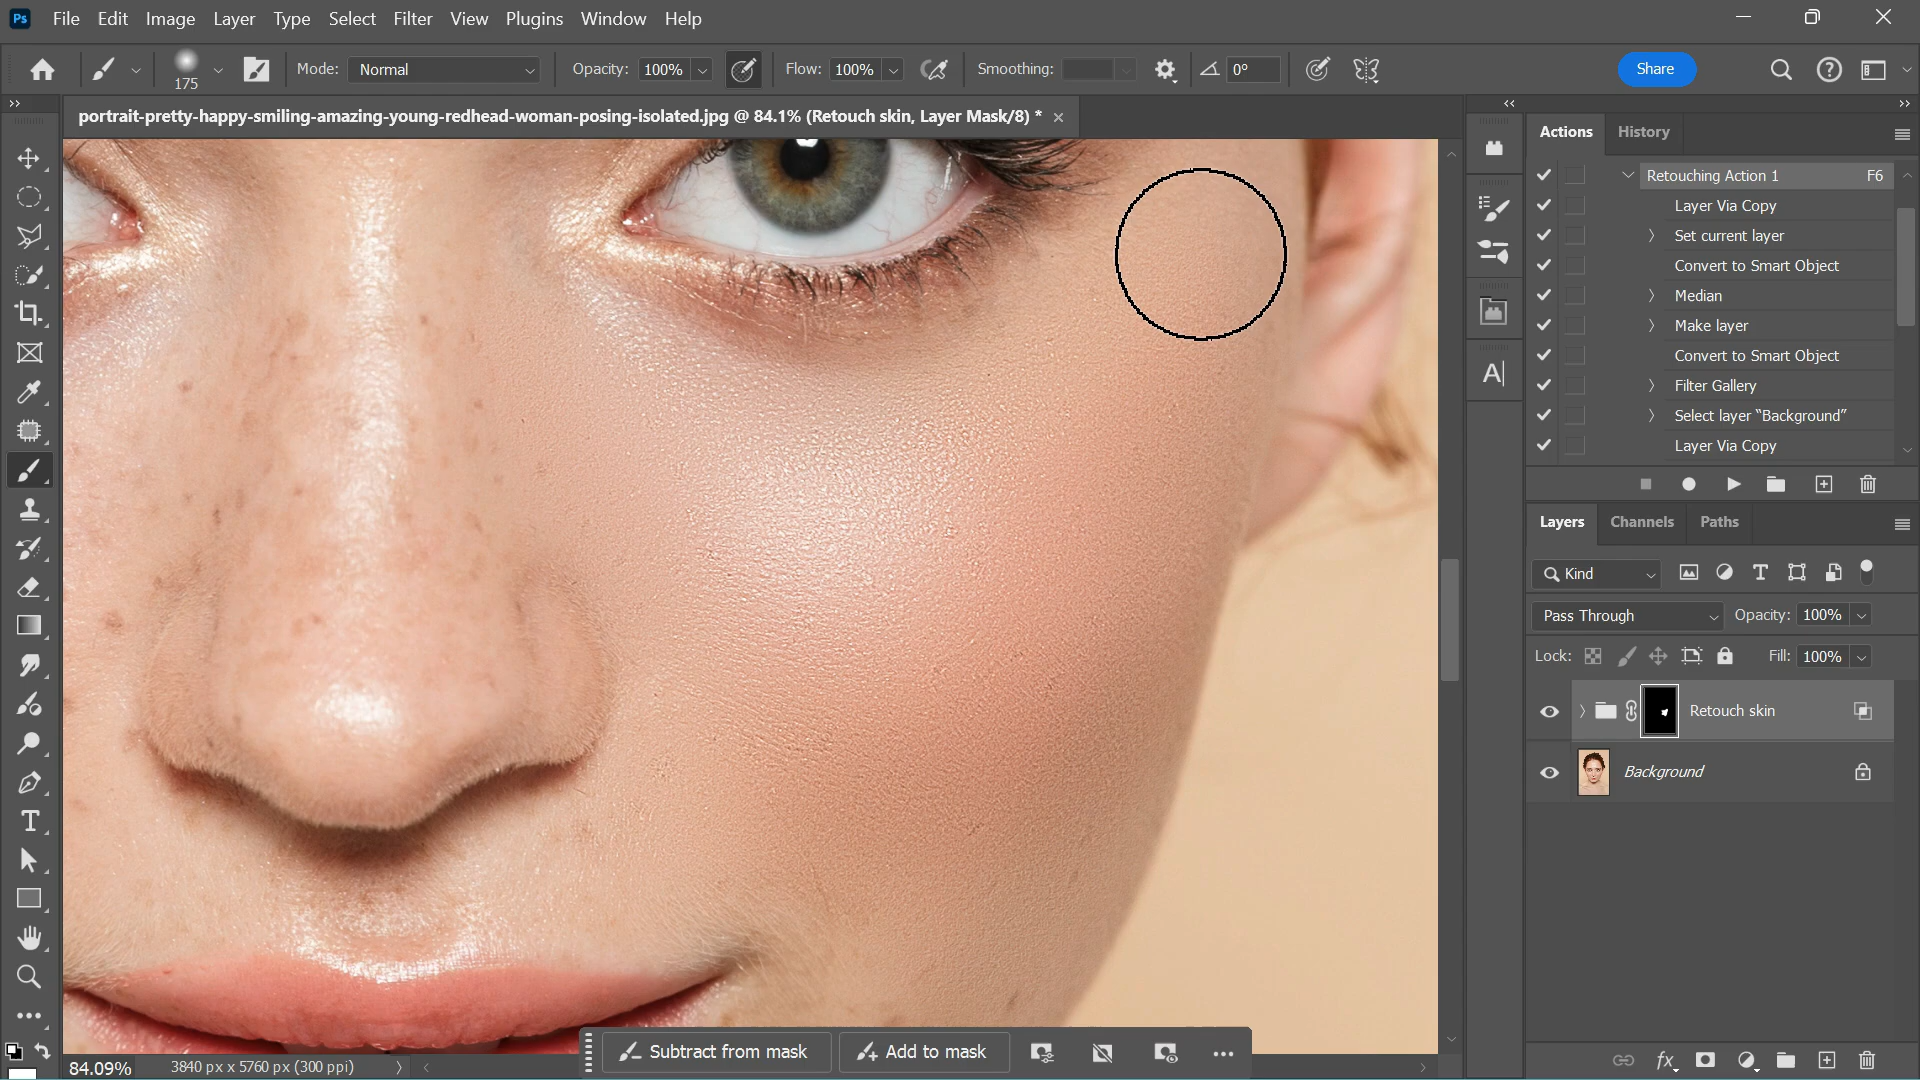 Ps File Edit Image Layer Type Select Filter View Plugins Window Help
175 Mode: Normal Opacity: 100% Flow: 100% Smoothing: 0° Share
portrait-pretty-happy-smiling-amazing-young-redhead-woman-posing-isolated.jpg @ 84.1% (Retouch skin, Layer Mask/8) *
Actions History
Retouching Action 1 F6
Layer Via Copy
Set current layer
Convert to Smart Object
Median
Make layer
Convert to Smart Object
Filter Gallery
Select layer “Background”
Layer Via Copy
Layers Channels Paths
Kind
Pass Through Opacity: 100%
Lock: Fill: 100%
Retouch skin
Background
Subtract from mask Add to mask
84.09% 3840 px x 5760 px (300 ppi)